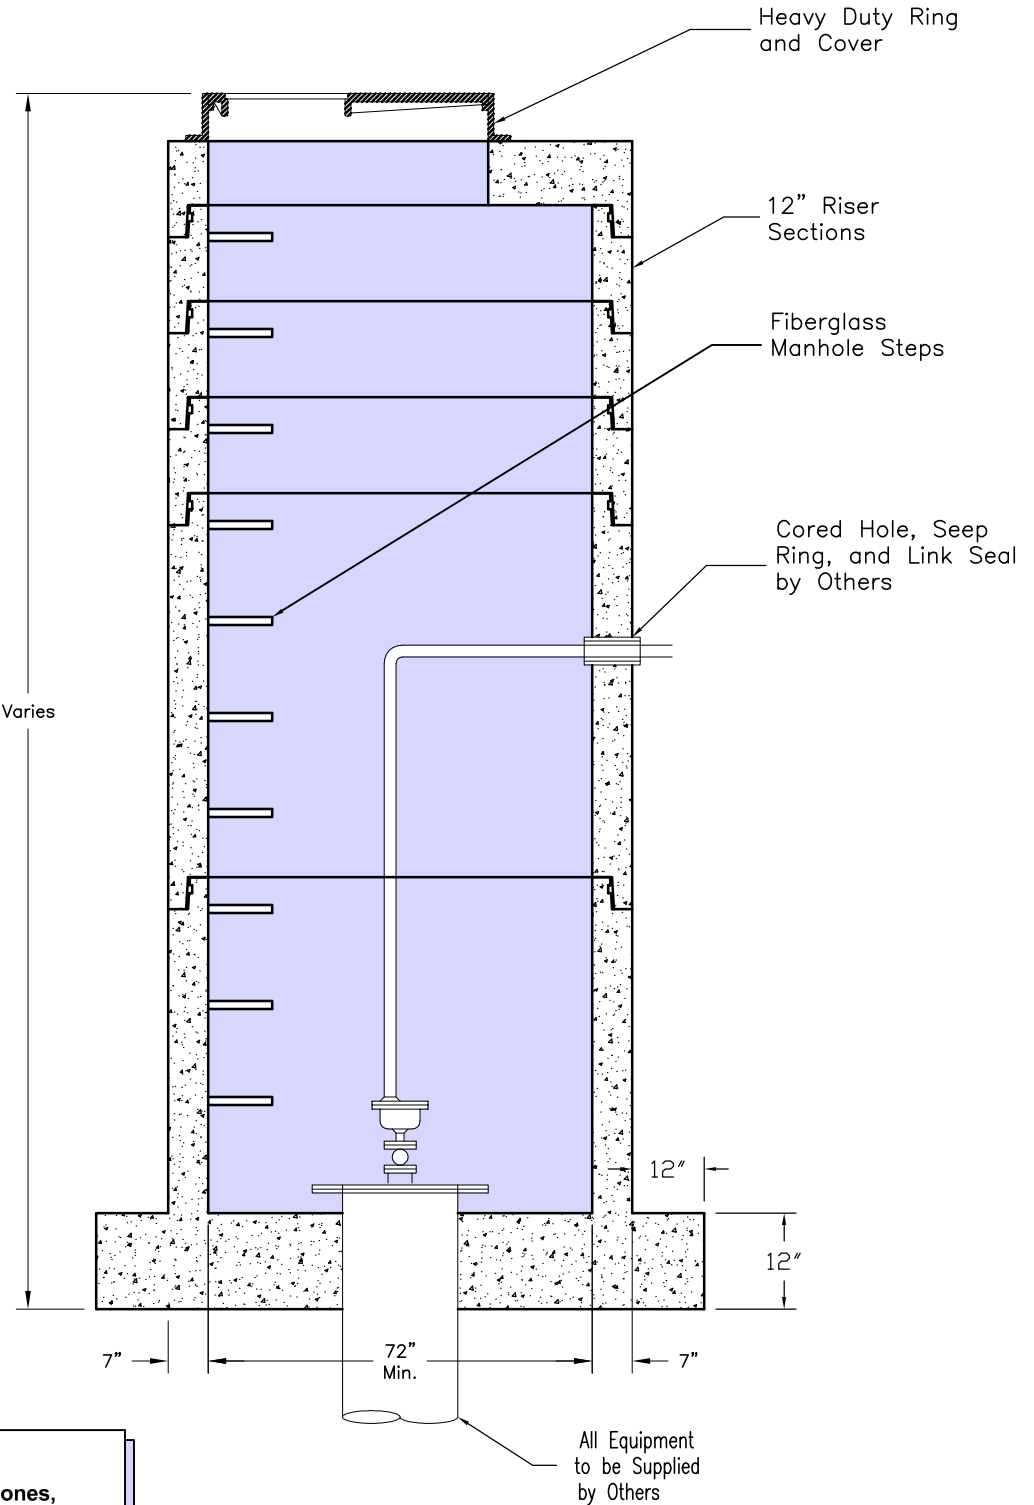 Heavy Duty Ring
and Cover
12” Riser
Sections
Fiberglass
Manhole Steps
Cored Hole, Seep
Ring, and Link Seal
by Others
Varies
12″
12″
7”
72”
Min.
7”
All Equipment
to be Supplied
by Others
ones,